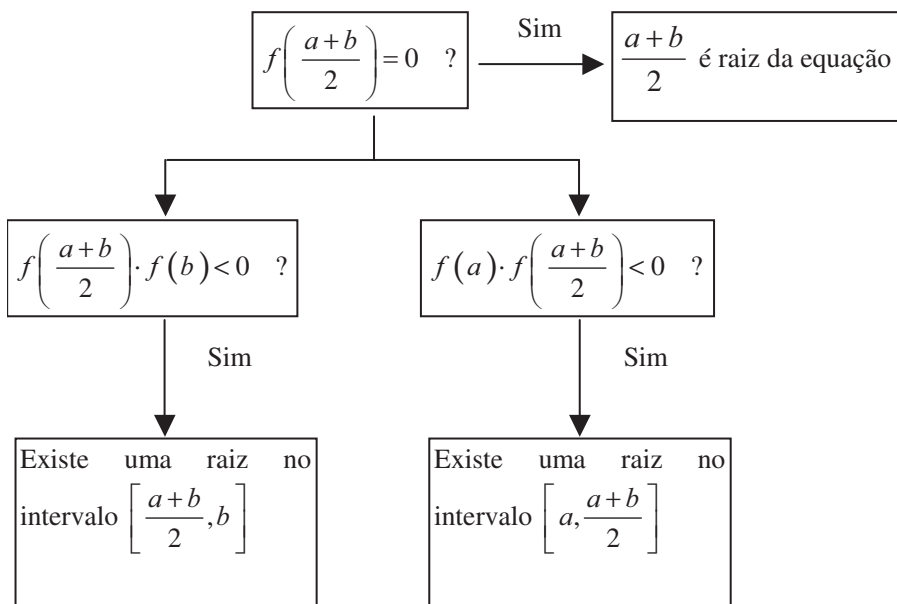 f((a+b)/2) = 0 ?
Sim
(a+b)/2 é raiz da equação
f((a+b)/2) · f(b) < 0 ?
f(a) · f((a+b)/2) < 0 ?
Sim
Sim
Existe uma raiz no
intervalo [(a+b)/2, b]
Existe uma raiz no
intervalo [a, (a+b)/2]